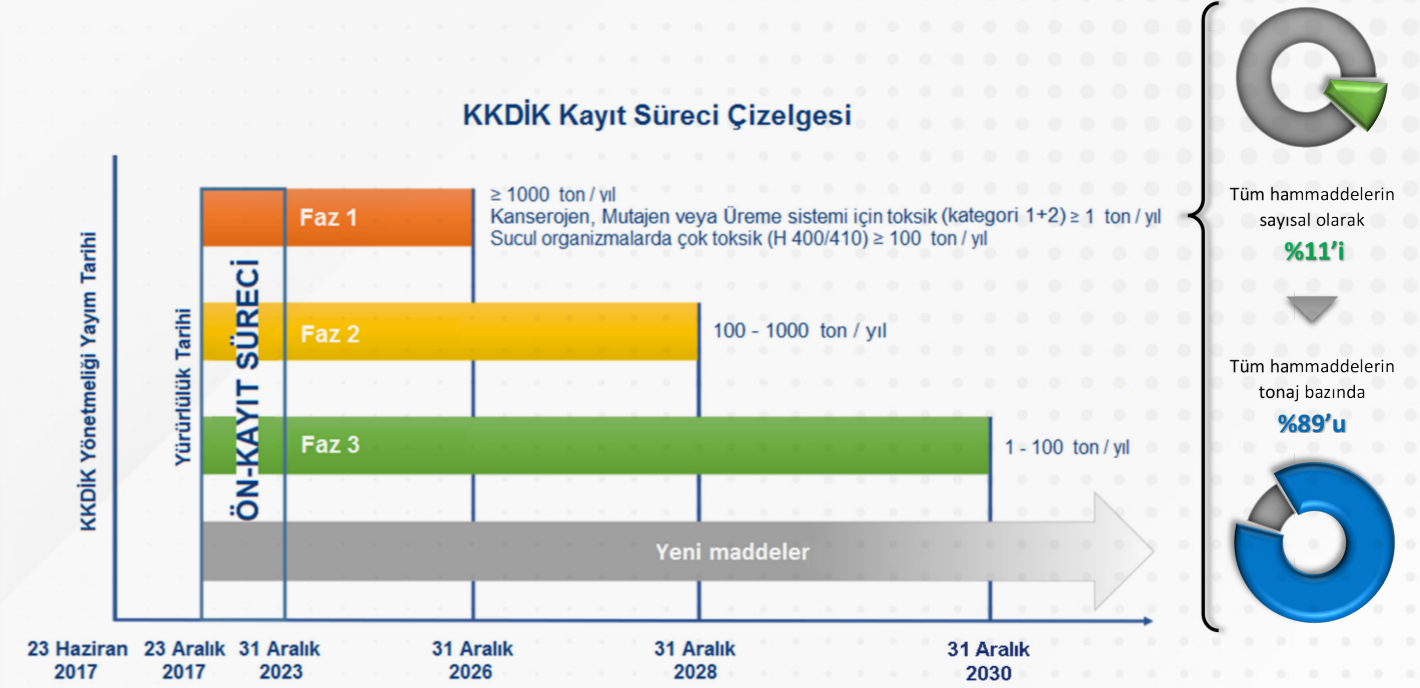 KKDİK Kayıt Süreci Çizelgesi
KKDİK Yönetmeliği Yayım Tarihi
Yürürlülük Tarihi
ÖN-KAYIT SÜRECİ
Faz 1
≥ 1000 ton / yıl
Kanserojen, Mutajen veya Üreme sistemi için toksik (kategori 1+2) ≥ 1 ton / yıl
Sucul organizmalarda çok toksik (H 400/410) ≥ 100 ton / yıl
Faz 2
100 - 1000 ton / yıl
Faz 3
1 - 100 ton / yıl
Yeni maddeler
23 Haziran
2017
23 Aralık
2017
31 Aralık
2023
31 Aralık
2026
31 Aralık
2028
31 Aralık
2030
Tüm hammaddelerin
sayısal olarak
%11’i
Tüm hammaddelerin
tonaj bazında
%89’u